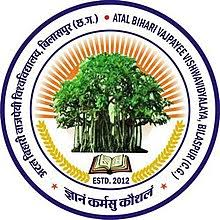 अटल बिहारी वाजपेयी विश्वविद्यालय, बिलासपुर (छ.ग.)
• ATAL BIHARI VAJPAYEE VISHWAVIDYALAYA, BILASPUR (C.G.)
ESTD. 2012
* ज्ञानं कर्मसु कौशलं *